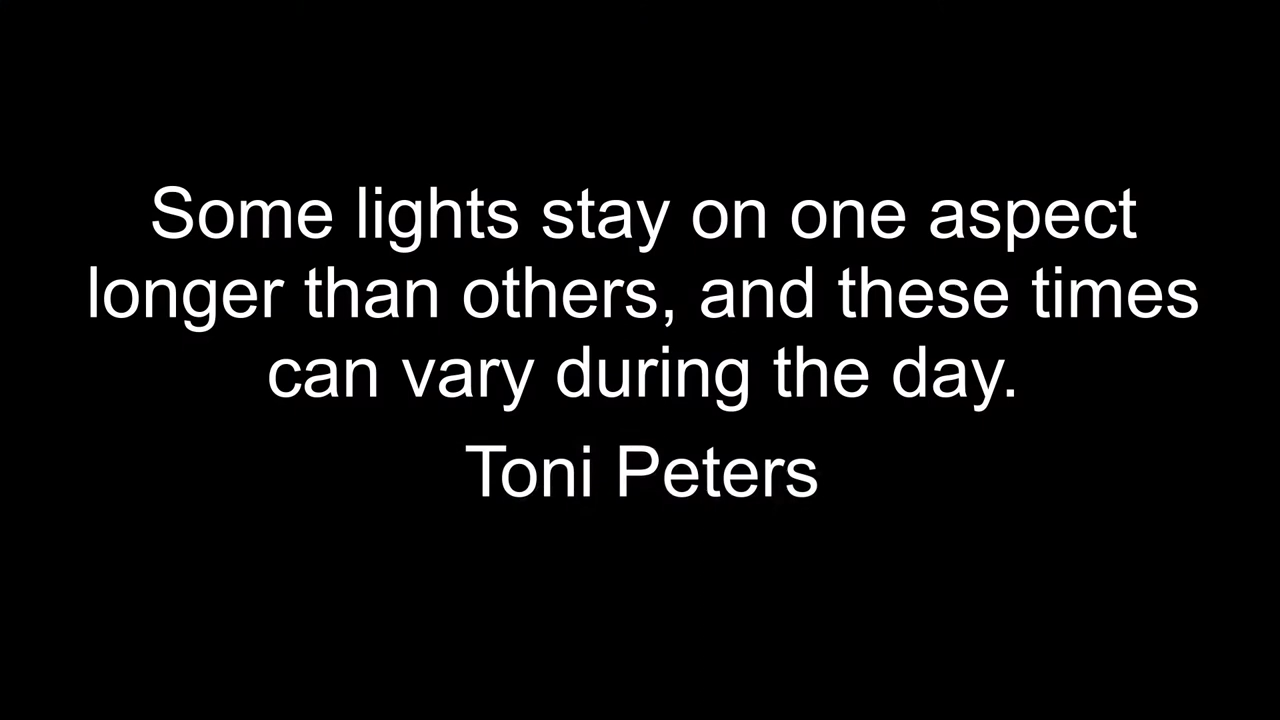 Some lights stay on one aspect
longer than others, and these times
can vary during the day.
Toni Peters